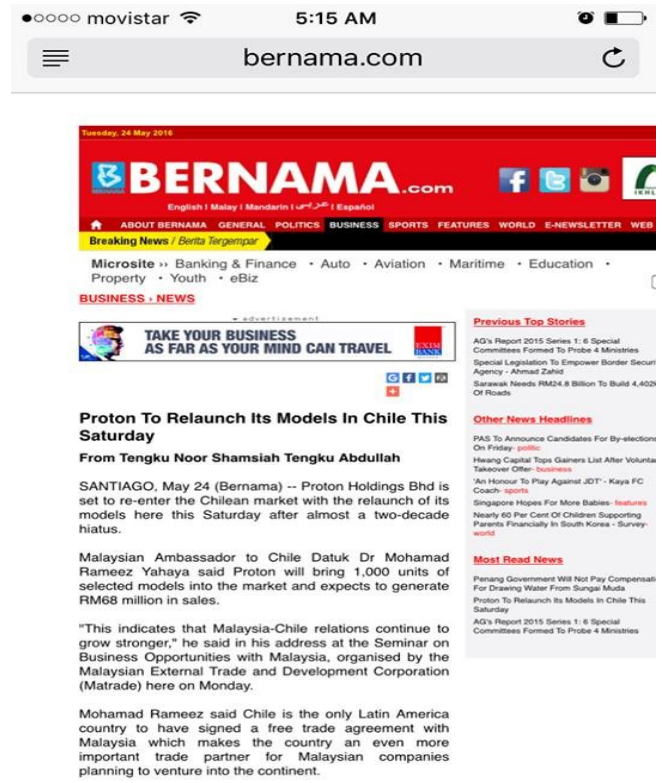 movistar 5:15 AM
bernama.com
Tuesday, 24 May 2016
BERNAMA.com
English I Malay I Mandarin I عربي I Español
ABOUT BERNAMA GENERAL POLITICS BUSINESS SPORTS FEATURES WORLD E-NEWSLETTER WEB
Breaking News / Berita Tergempar
Microsite ›› Banking & Finance • Auto • Aviation • Maritime • Education •
Property • Youth • eBiz
BUSINESS › NEWS
advertisement
TAKE YOUR BUSINESS
AS FAR AS YOUR MIND CAN TRAVEL
EXIM
BANK
Proton To Relaunch Its Models In Chile This
Saturday
From Tengku Noor Shamsiah Tengku Abdullah
SANTIAGO, May 24 (Bernama) -- Proton Holdings Bhd is
set to re-enter the Chilean market with the relaunch of its
models here this Saturday after almost a two-decade
hiatus.
Malaysian Ambassador to Chile Datuk Dr Mohamad
Rameez Yahaya said Proton will bring 1,000 units of
selected models into the market and expects to generate
RM68 million in sales.
"This indicates that Malaysia-Chile relations continue to
grow stronger," he said in his address at the Seminar on
Business Opportunities with Malaysia, organised by the
Malaysian External Trade and Development Corporation
(Matrade) here on Monday.
Mohamad Rameez said Chile is the only Latin America
country to have signed a free trade agreement with
Malaysia which makes the country an even more
important trade partner for Malaysian companies
planning to venture into the continent.
Previous Top Stories
AG's Report 2015 Series 1: 6 Special
Committees Formed To Probe 4 Ministries
Special Legislation To Empower Border Securi
Agency - Ahmad Zahid
Sarawak Needs RM24.8 Billion To Build 4,402k
Of Roads
Other News Headlines
PAS To Announce Candidates For By-elections
On Friday- politic
Hwang Capital Tops Gainers List After Voluntar
Takeover Offer- business
'An Honour To Play Against JDT' - Kaya FC
Coach- sports
Singapore Hopes For More Babies- features
Nearly 60 Per Cent Of Children Supporting
Parents Financially In South Korea - Survey-
world
Most Read News
Penang Government Will Not Pay Compensati
For Drawing Water From Sungai Muda
Proton To Relaunch Its Models In Chile This
Saturday
AG's Report 2015 Series 1: 6 Special
Committees Formed To Probe 4 Ministries